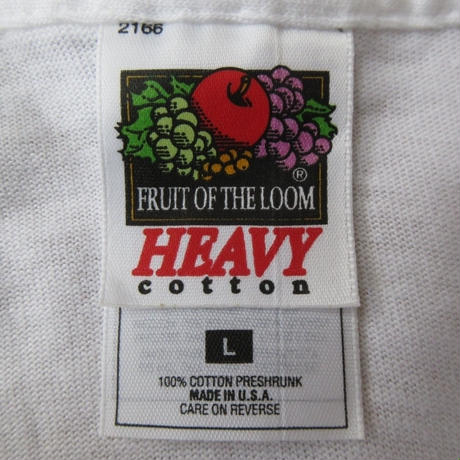 2166
FRUIT OF THE LOOM ®
HEAVY
cotton
L
100% COTTON PRESHRUNK
MADE IN U.S.A.
CARE ON REVERSE